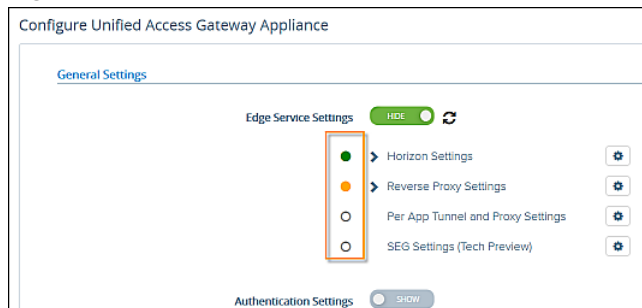 Configure Unified Access Gateway Appliance
General Settings
Edge Service Settings HIDE
Horizon Settings
Reverse Proxy Settings
Per App Tunnel and Proxy Settings
SEG Settings (Tech Preview)
Authentication Settings SHOW